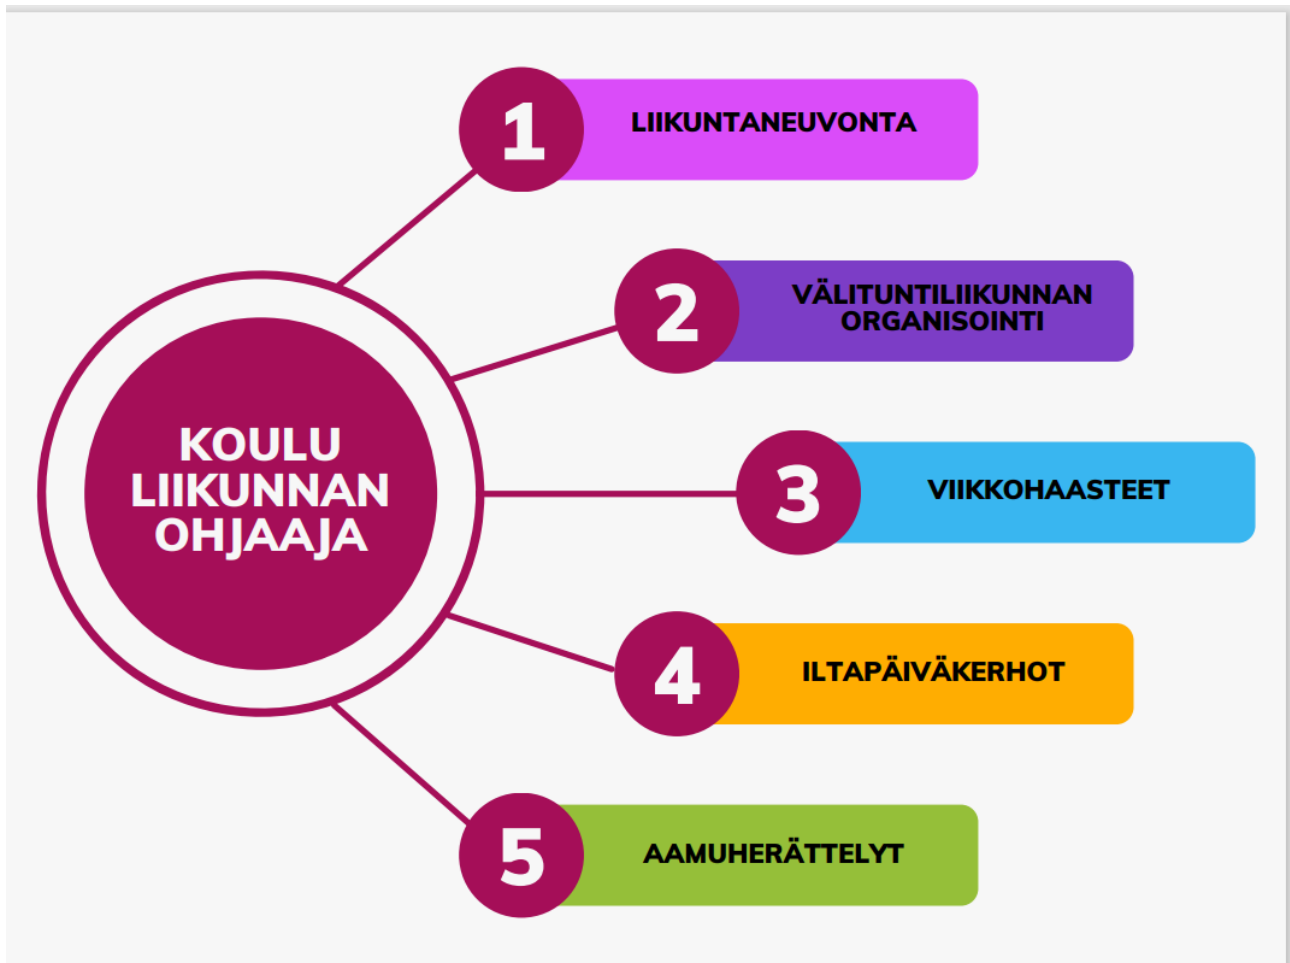 1
LIIKUNTANEUVONTA
2
VÄLITUNTILIIKUNNAN
ORGANISOINTI
KOULU
LIIKUNNAN
OHJAAJA
3
VIIKKOHAASTEET
4
ILTAPÄIVÄKERHOT
5
AAMUHERÄTTELYT